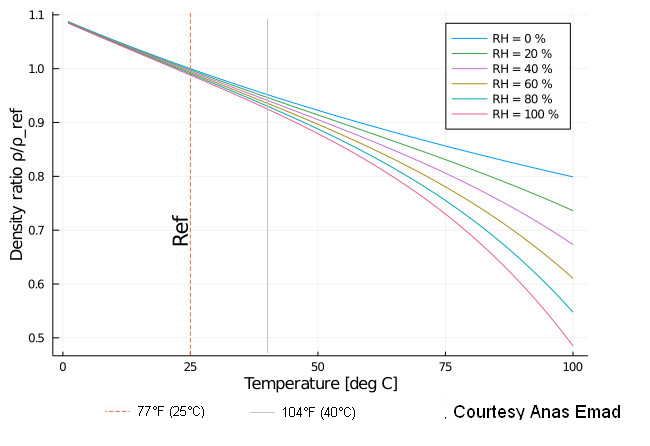 1.1
1.0
0.9
0.8
0.7
0.6
0.5
Density ratio ρ/ρ_ref
RH = 0 %
RH = 20 %
RH = 40 %
RH = 60 %
RH = 80 %
RH = 100 %
Ref
0 25 50 75 100
Temperature [deg C]
77°F (25°C) 104°F (40°C) . Courtesy Anas Emad